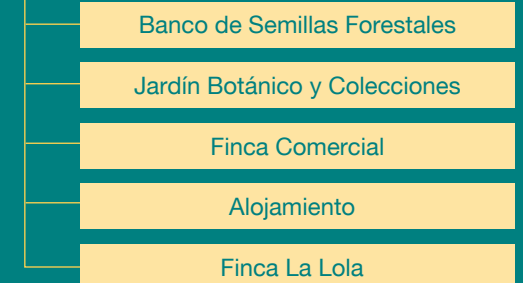 Banco de Semillas Forestales
Jardín Botánico y Colecciones
Finca Comercial
Alojamiento
Finca La Lola